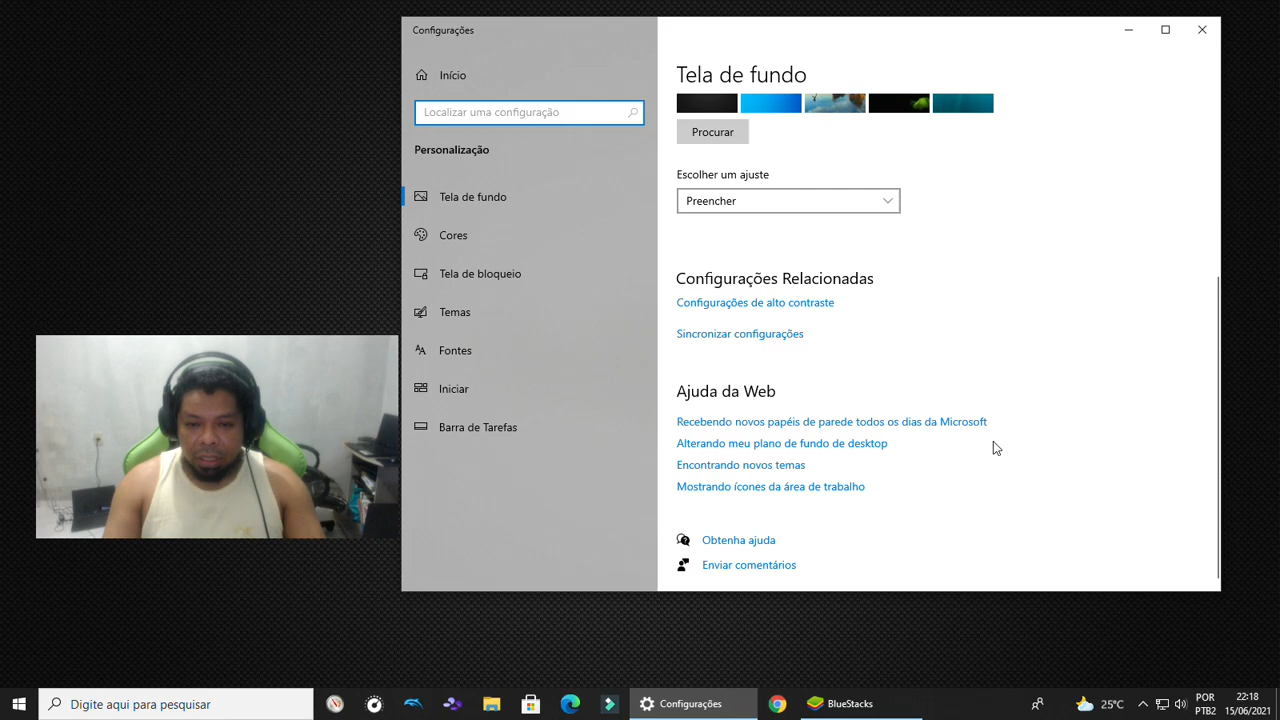 Configurações
Início
Localizar uma configuração
Personalização
Tela de fundo
Cores
Tela de bloqueio
Temas
Fontes
Iniciar
Barra de Tarefas
Tela de fundo
Procurar
Escolher um ajuste
Preencher
Configurações Relacionadas
Configurações de alto contraste
Sincronizar configurações
Ajuda da Web
Recebendo novos papéis de parede todos os dias da Microsoft
Alterando meu plano de fundo de desktop
Encontrando novos temas
Mostrando ícones da área de trabalho
Obtenha ajuda
Enviar comentários
Digite aqui para pesquisar
Configurações
BlueStacks
25°C
POR
PTB2
22:18
15/06/2021